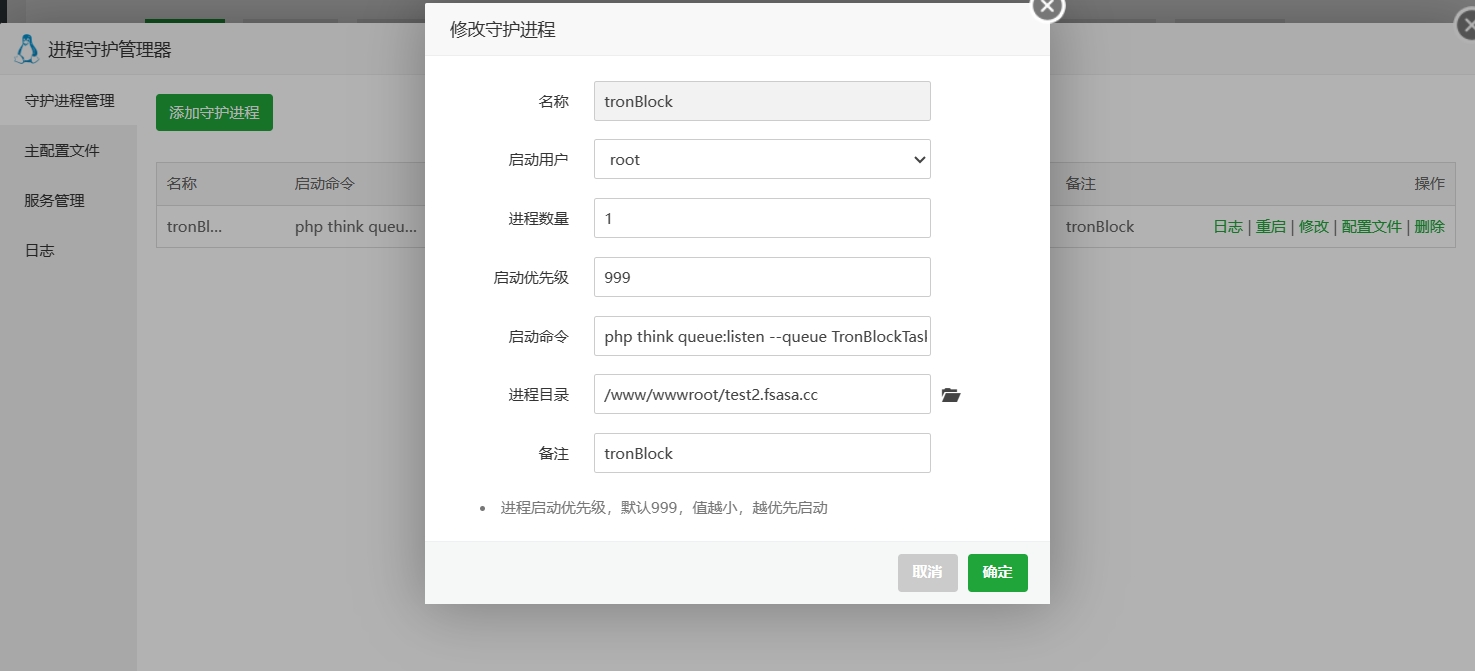 修改守护进程
进程守护管理器
守护进程管理
主配置文件
服务管理
日志
添加守护进程
名称 启动命令 备注 操作
tronBl... php think queu... tronBlock 日志 | 重启 | 修改 | 配置文件 | 删除
名称 tronBlock
启动用户 root
进程数量 1
启动优先级 999
启动命令 php think queue:listen --queue TronBlockTas
进程目录 /www/wwwroot/test2.fsasa.cc
备注 tronBlock
• 进程启动优先级，默认999，值越小，越优先启动
取消 确定